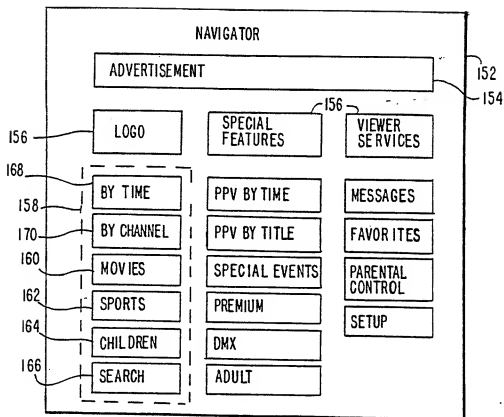 NAVIGATOR
ADVERTISEMENT
152
154
156
156
LOGO
SPECIAL
FEATURES
VIEWER
SERVICES
168
158
170
160
162
164
166
BY TIME
BY CHANNEL
MOVIES
SPORTS
CHILDREN
SEARCH
PPV BY TIME
PPV BY TITLE
SPECIAL EVENTS
PREMIUM
DMX
ADULT
MESSAGES
FAVORITES
PARENTAL
CONTROL
SETUP